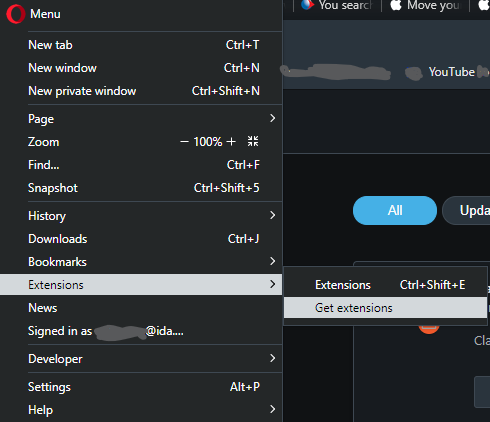 Menu
You searc
Move you
New tab Ctrl+T
New window Ctrl+N
New private window Ctrl+Shift+N
YouTube
Page
Zoom − 100% +
Find... Ctrl+F
Snapshot Ctrl+Shift+5
All
Upda
History
Downloads Ctrl+J
Bookmarks
Extensions
Extensions Ctrl+Shift+E
News
Get extensions
Signed in as @ida....
Cla
Developer
Settings Alt+P
Help